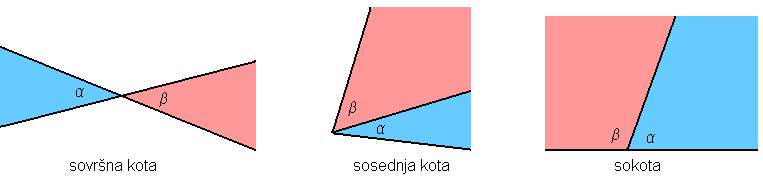 α β
sovršna kota
β
α
sosednja kota
β α
sokota